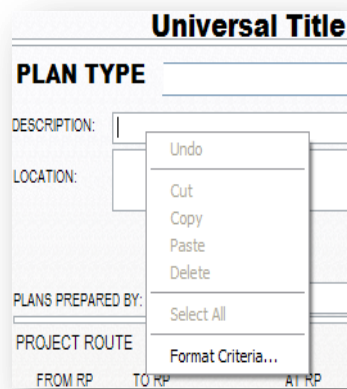 Universal Title
PLAN TYPE
DESCRIPTION:
Undo
LOCATION:
Cut
Copy
Paste
Delete
PLANS PREPARED BY:
Select All
PROJECT ROUTE
Format Criteria...
FROM RP TO RP AT RP